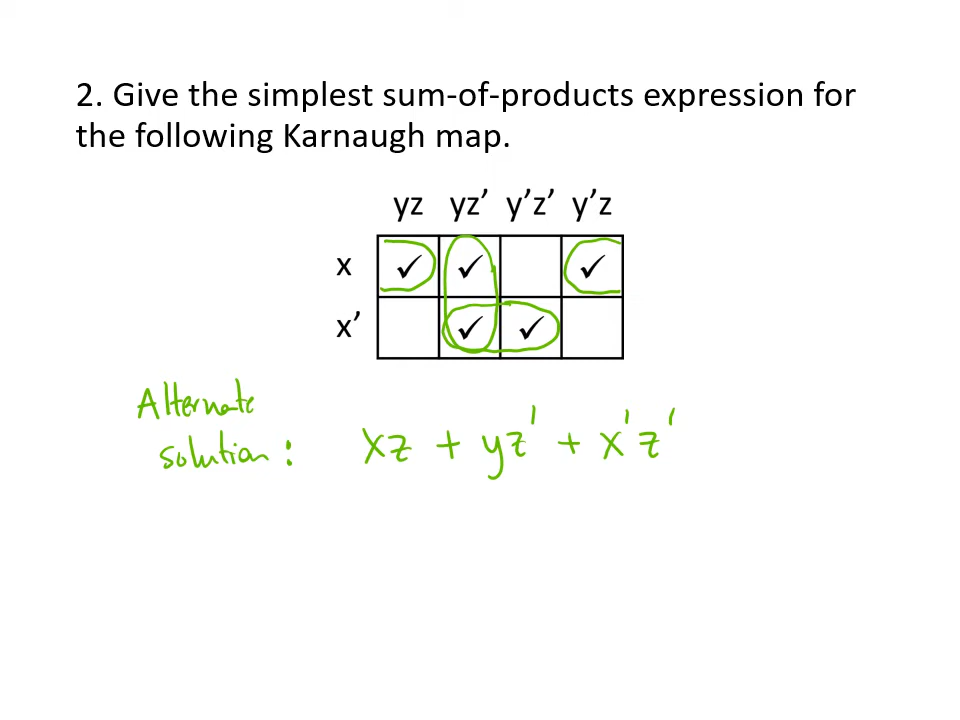 2. Give the simplest sum-of-products expression for
the following Karnaugh map.
yz yz’ y’z’ y’z
x ✓ ✓ ✓
x’ ✓ ✓
Alternate
solution: xz + yz' + x'z'